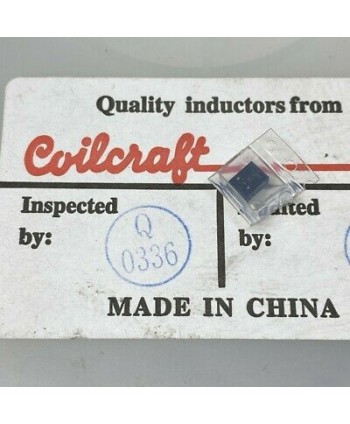 Quality inductors from
Coilcraft
Inspected
by:
Q
0336
by:
MADE IN CHINA